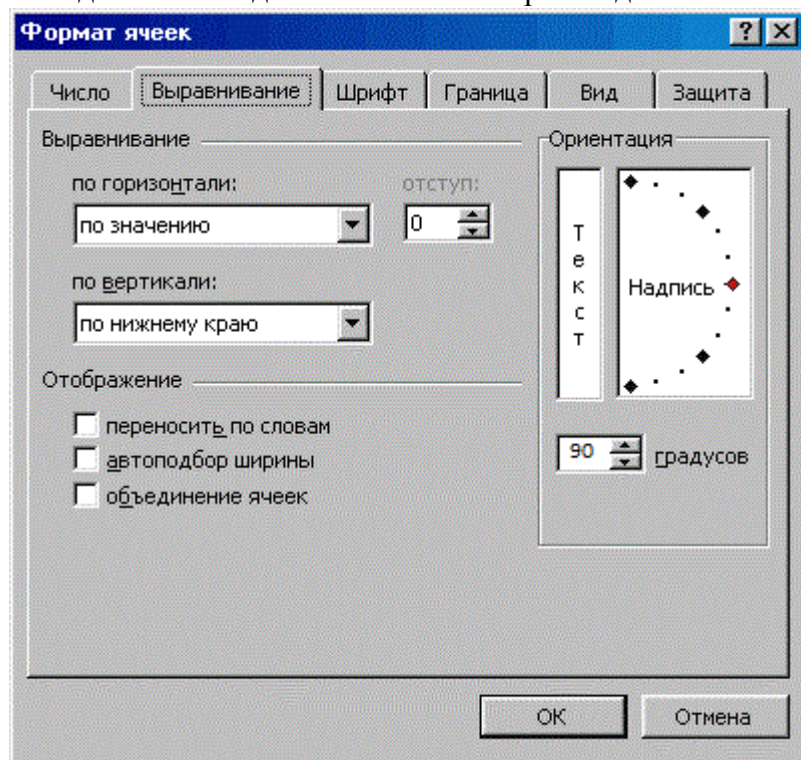 Формат ячеек
Число Выравнивание Шрифт Граница Вид Защита
Выравнивание
по горизонтали:
отступ:
по значению
0
по вертикали:
по нижнему краю
Отображение
переносить по словам
автоподбор ширины
объединение ячеек
Ориентация
Текст
Надпись
90 градусов
ОК Отмена